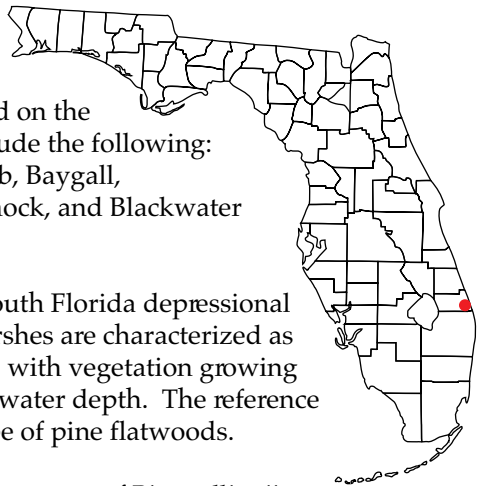 d on the
ude the following:
b, Baygall,
nock, and Blackwater
outh Florida depressional
rshes are characterized as
with vegetation growing
water depth. The reference
e of pine flatwoods.